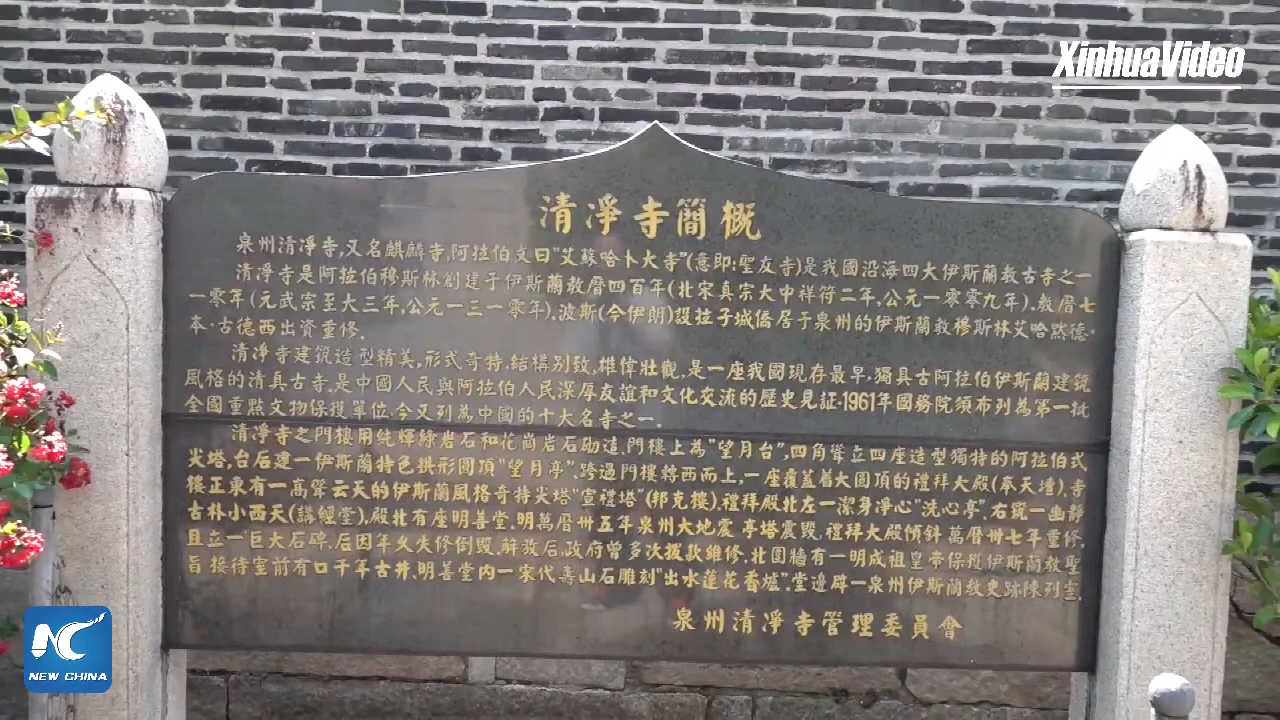 XinhuaVideo
清淨寺簡概
泉州清淨寺,又名麒麟寺,阿拉伯文曰"艾蘇哈卜大寺"(意即:聖友寺)是我國沿海四大伊斯蘭教古寺之一
清淨寺是阿拉伯穆斯林創建于伊斯蘭教曆四百年(北宋真宗大中祥符二年,公元一零零九年).教曆七
一零年(元武宗至大三年,公元一三一零年).波斯(今伊朗)設拉子城僑居于泉州的伊斯蘭教穆斯林艾哈黙德·
本·古德西出資重修.
清淨寺建筑造型精美,形式奇特,結構别致,雄偉壯觀,是一座我國現存最早,獨具古阿拉伯伊斯蘭建筑
風格的清真古寺.是中國人民與阿拉伯人民深厚友誼和文化交流的歷史見証.1961年國務院頒布列為第一批
全國重點文物保護單位.今又列為中國的十大名寺之一.
清淨寺之門樓用純輝綠岩石和花崗岩石砌造.門樓上為"望月台",四角聳立四座造型獨特的阿拉伯式
尖塔,台后建一伊斯蘭特色拱形圓頂"望月亭".跨過門樓轉西而上,一座覆蓋着大圓頂的禮拜大殿(奉天壇).寺
樓正東有一高聳云天的伊斯蘭風格奇特尖塔"宣禮塔"(邦克樓).禮拜殿北左一潔身淨心"洗心亭".右筑一幽靜
古朴小西天(講經堂),殿北有座明善堂.明萬曆卅五年泉州大地震.亭塔震毀,禮拜大殿傾斜.萬曆卅七年重修.
且立一巨大石碑.后因年久失修倒毀.解放后,政府曾多次撥款維修.北圍牆有一明成祖皇帝保護伊斯蘭教聖
旨.接待室前有口千年古井.明善堂内一宋代壽山石雕刻"出水蓮花香爐".堂邊辟一泉州伊斯蘭教史跡陳列室.
泉州清淨寺管理委員會
NEW CHINA